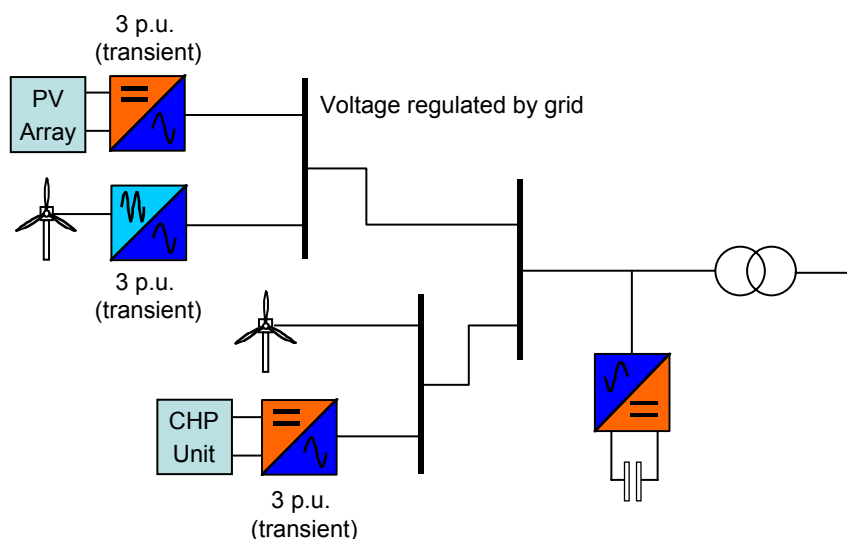 3 p.u.
(transient)
PV
Array
Voltage regulated by grid
3 p.u.
(transient)
CHP
Unit
3 p.u.
(transient)